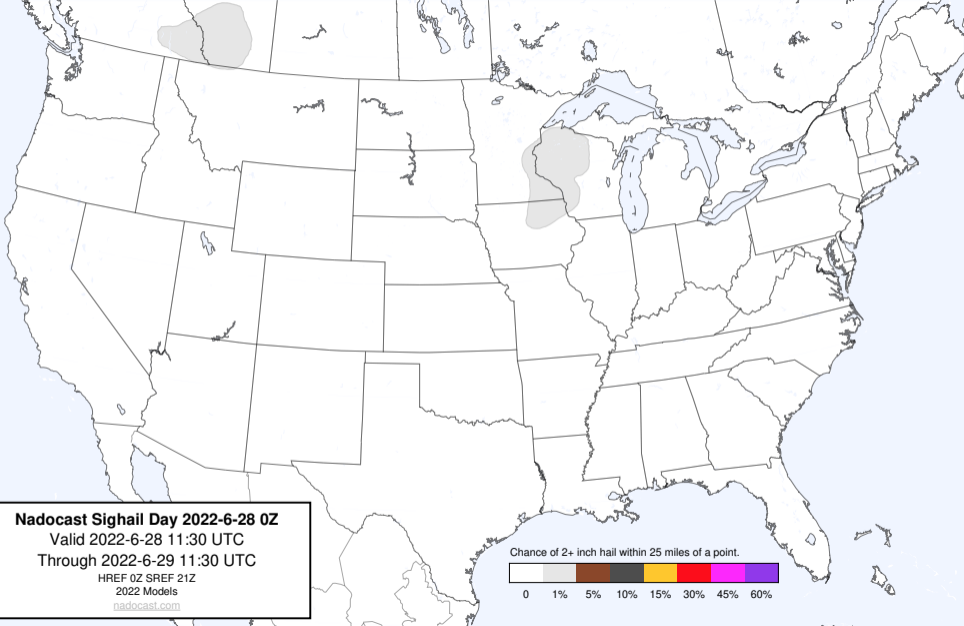 Nadocast Sighail Day 2022-6-28 0Z
Valid 2022-6-28 11:30 UTC
Through 2022-6-29 11:30 UTC
HREF 0Z SREF 21Z
2022 Models
nadocast.com
Chance of 2+ inch hail within 25 miles of a point.
0 1% 5% 10% 15% 30% 45% 60%